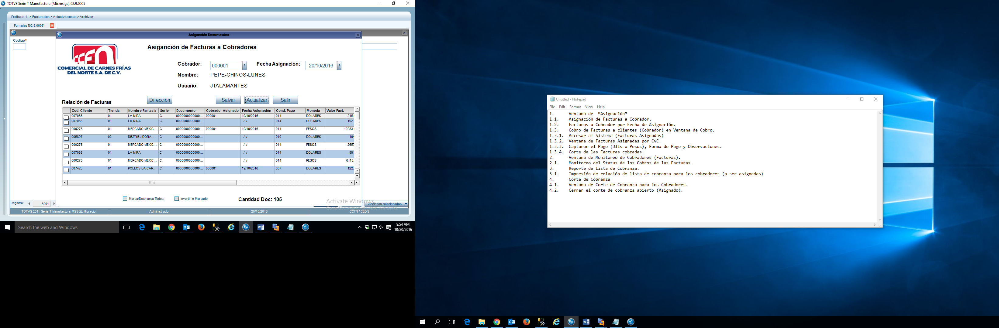 TOTVS Serie T Manufactura (Microsiga) 02.9.0005
Protheus 11 > Facturacion > Actualizaciones > Archivos
Formulas [02.9.0005]
Codigo*
Asigancíón Documentos
CCFN
COMERCIAL DE CARNES FRÍAS
DEL NORTE S.A. DE C.V.
Asigancíón de Facturas a Cobradores
Cobrador: 000001 ? Fecha Asignación: 20/10/2016 ?
Nombre: PEPE-CHINOS-LUNES
Usuario: JTALAMANTES
Relación de Facturas
Direccion Salvar Actualizar Salir
Cod. Cliente Tienda Nombre Fantasia Serie Documento Cobrador Asignado Fecha Asignación Cond. Pago Moneda Valor Fact.
007055 01 LA MIRA C 0000000000000... 000001 19/10/2016 014 DOLARES 215.
007055 01 LA MIRA C 0000000000000... / / 014 DOLARES 192.
000275 01 MERCADO MEXIC... C 0000000000000... 000001 19/10/2016 014 PESOS 10283.
005897 02 DISTRIBUIDORA ... C 0000000000000... / / 010 DOLARES 104
000275 01 MERCADO MEXIC... C 0000000000000... / / 014 PESOS 2657
007055 01 LA MIRA C 0000000000000... / / 014 DOLARES 591
000275 01 MERCADO MEXIC... C 0000000000000... / / 014 PESOS 6115.
007423 01 POLLOS LA CAR... C 0000000000000... 000001 19/10/2016 007 DOLARES 122.
Marca/Desmarca Todos Invertir lo Marcado Cantidad Doc: 105
Activate Windows
Registro: 5001 Acciones relacionadas
TOTVS 2011 Serie T Manufactura MSSQL Migracion Administrador 20/10/2016 CCFN / CEDIS
Search the web and Windows
9:54 AM
10/20/2016
Untitled - Notepad
File Edit Format View Help
1. Ventana de “Asignación”
1.1. Asignación de Facturas a Cobrador.
1.2. Facturas a Cobrador por Fecha de Asignación.
1.3. Cobro de Facturas a clientes (Cobrador) en Ventana de Cobro.
1.3.1. Accesar al Sistema (Facturas Asignadas)
1.3.2. Ventana de Facturas Asignadas por CyC.
1.3.3. Capturar el Pago (Dlls o Pesos), Forma de Pago y Observaciones.
1.3.4. Corte de las Facturas cobradas.
2. Ventana de Monitoreo de Cobradores (Facturas).
2.1. Monitoreo del Status de los Cobros de las Facturas.
3. Reporte de Lista de Cobranza.
3.1. Impresión de relación de lista de cobranza para los cobradores (a ser asignadas)
4. Corte de Cobranza
4.1. Ventana de Corte de Cobranza para los Cobradores.
4.2. Cerrar el corte de cobranza abierto (Asignado).